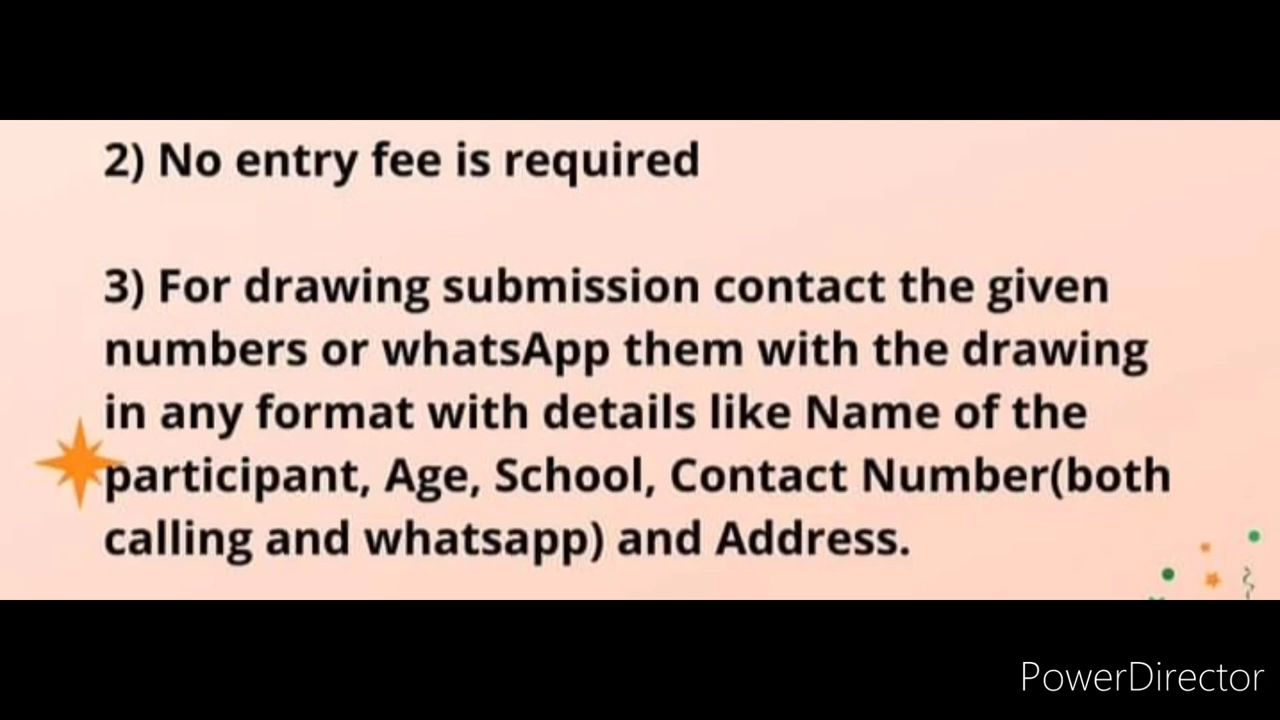 2) No entry fee is required
3) For drawing submission contact the given
numbers or whatsApp them with the drawing
in any format with details like Name of the
participant, Age, School, Contact Number(both
calling and whatsapp) and Address.
PowerDirector